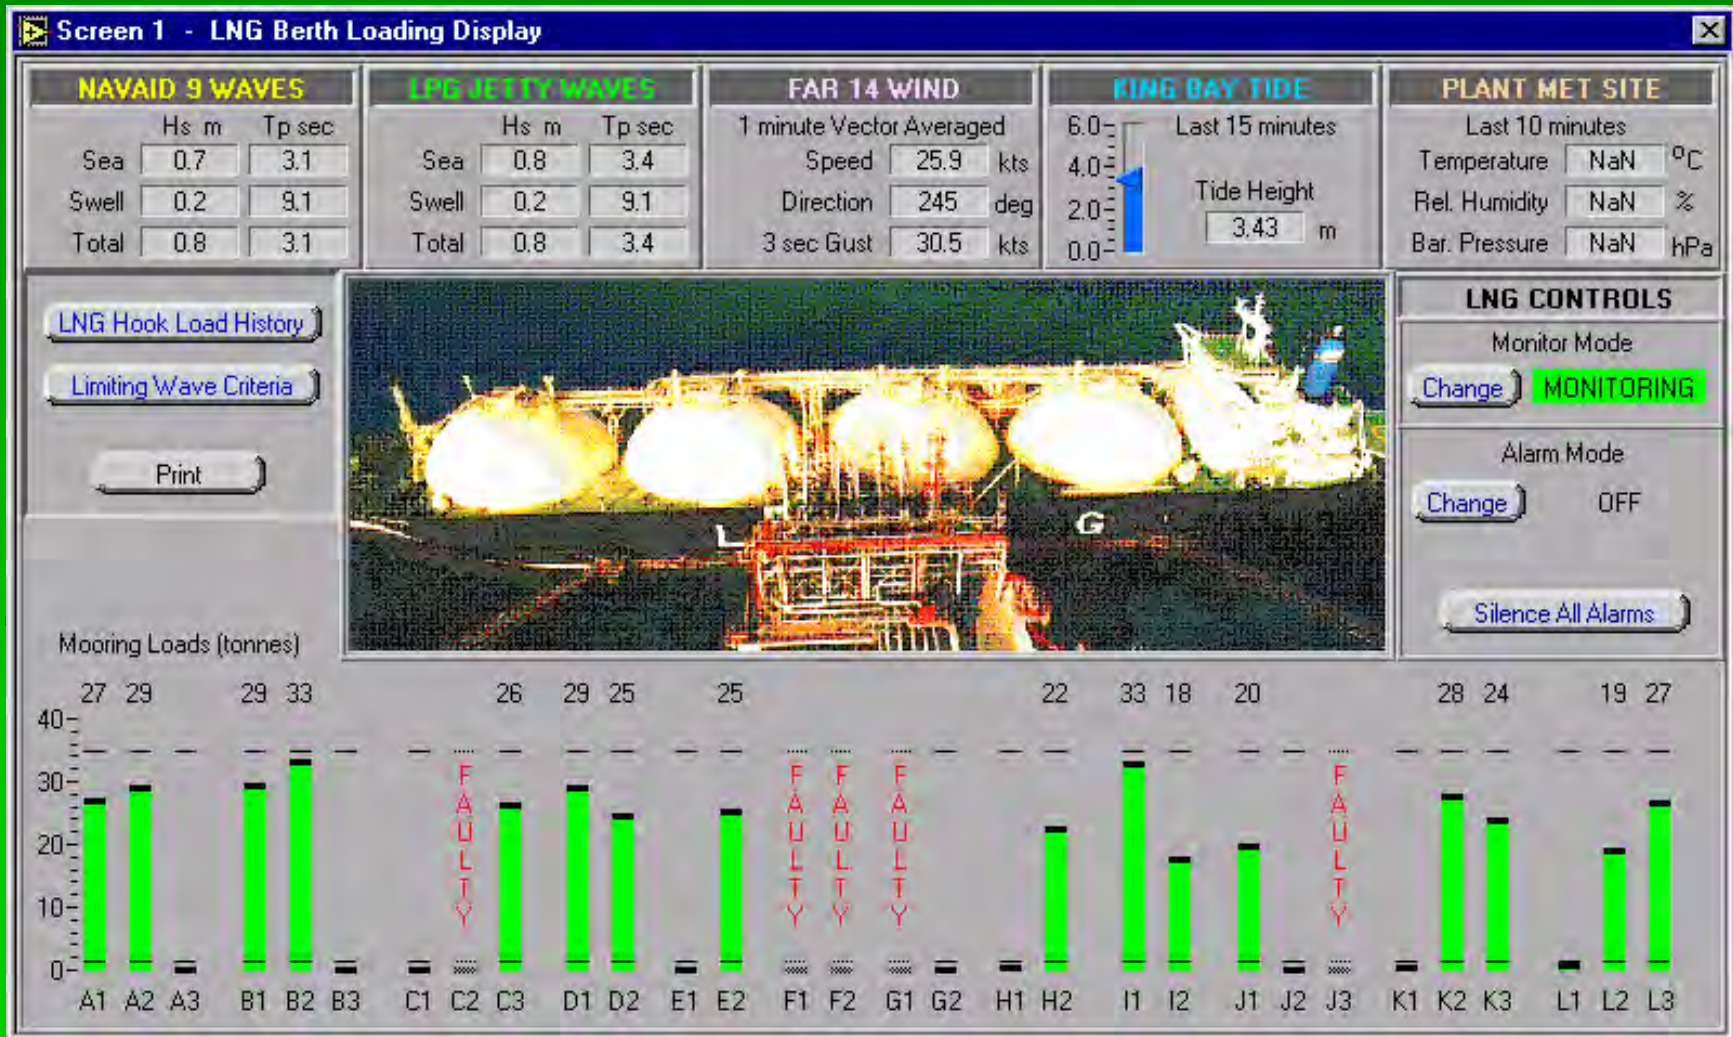 Screen 1 - LNG Berth Loading Display
NAVAID 9 WAVES
Hs m Tp sec
Sea 0.7 3.1
Swell 0.2 9.1
Total 0.8 3.1
LPG JETTY WAVES
Hs m Tp sec
Sea 0.8 3.4
Swell 0.2 9.1
Total 0.8 3.4
FAR 14 WIND
1 minute Vector Averaged
Speed 25.9 kts
Direction 245 deg
3 sec Gust 30.5 kts
KING BAY TIDE
Last 15 minutes
6.0
4.0
2.0
0.0
Tide Height
3.43 m
PLANT MET SITE
Last 10 minutes
Temperature NaN °C
Rel. Humidity NaN %
Bar. Pressure NaN hPa
LNG Hook Load History
Limiting Wave Criteria
Print
L G
LNG CONTROLS
Monitor Mode
Change MONITORING
Alarm Mode
Change OFF
Silence All Alarms
Mooring Loads (tonnes)
27 29 29 33 26 29 25 25 22 33 18 20 28 24 19 27
40
30
20
10
0
FAULTY FAULTY FAULTY FAULTY FAULTY
A1 A2 A3 B1 B2 B3 C1 C2 C3 D1 D2 E1 E2 F1 F2 G1 G2 H1 H2 I1 I2 J1 J2 J3 K1 K2 K3 L1 L2 L3